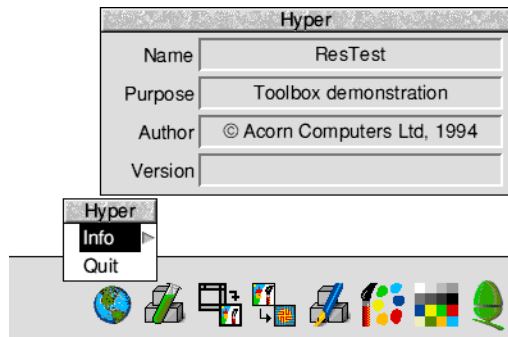 Hyper
Name ResTest
Purpose Toolbox demonstration
Author © Acorn Computers Ltd, 1994
Version
Hyper
Info
Quit